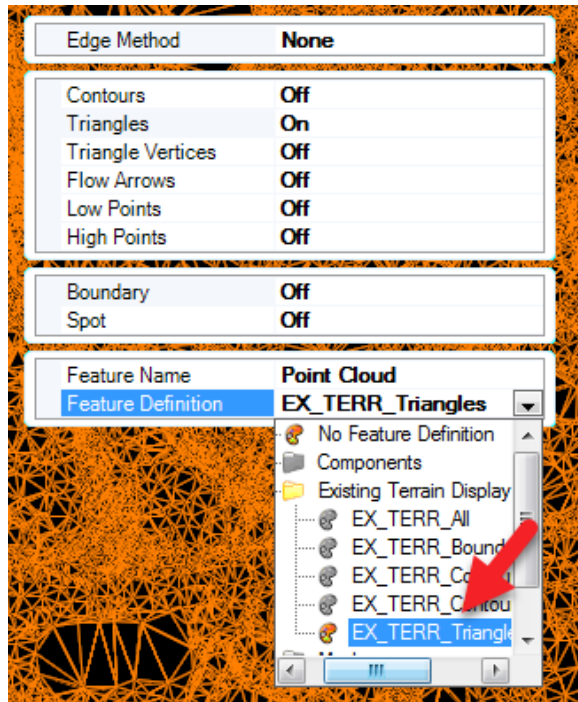 Edge Method None
Contours Off
Triangles On
Triangle Vertices Off
Flow Arrows Off
Low Points Off
High Points Off
Boundary Off
Spot Off
Feature Name Point Cloud
Feature Definition EX_TERR_Triangles
No Feature Definition
Components
Existing Terrain Display
EX_TERR_All
EX_TERR_Bound
EX_TERR_Triangle